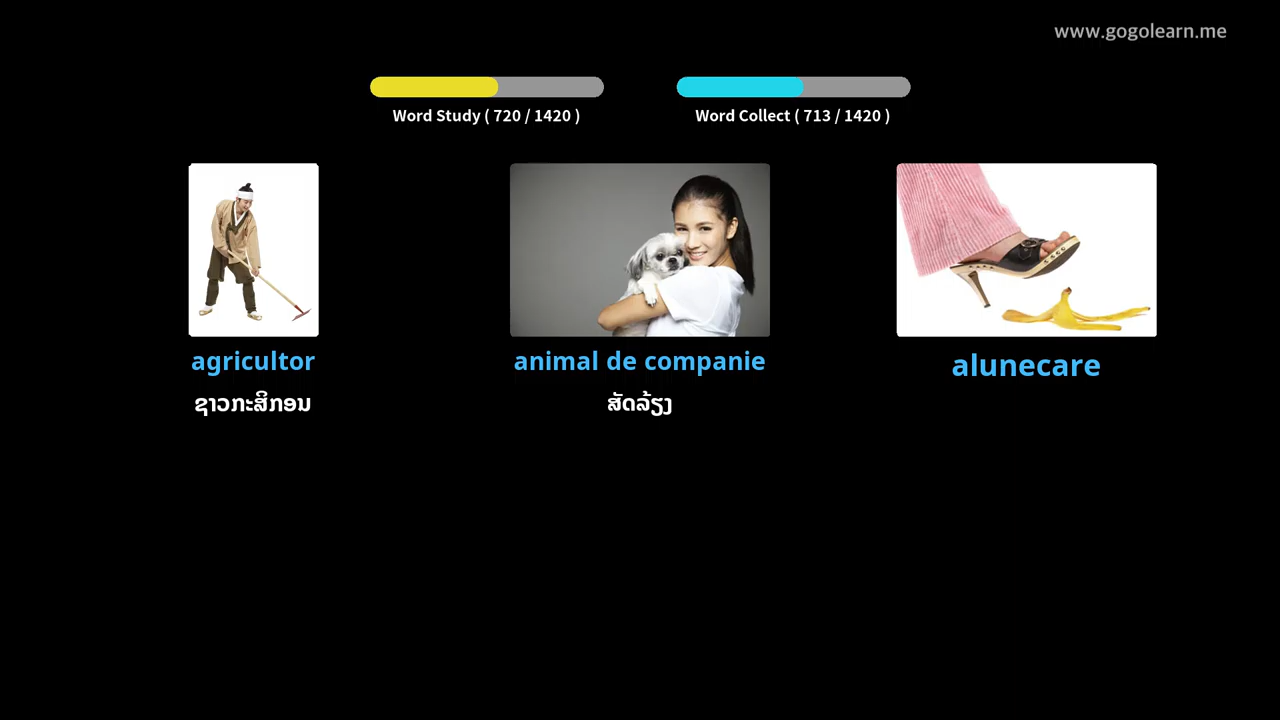 www.gogolearn.me
Word Study ( 720 / 1420 )
Word Collect ( 713 / 1420 )
agricultor
ຊາວກະສິກອນ
animal de companie
ສັດລ້ຽງ
alunecare